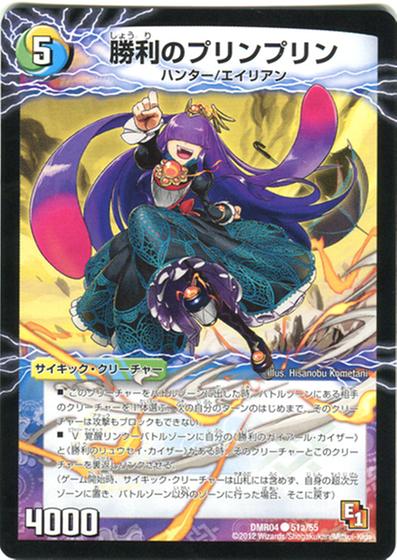 5
しょうり
勝利のプリンプリン
ハンター/エイリアン
illus. Hisanobu Kometani
サイキック・クリーチャー
■このクリーチャーをバトルゾーンに出した時、バトルゾーンにある相手
のクリーチャーを1体選ぶ。次の自分のターンのはじめまで、そのクリー
チャーは攻撃もブロックもできない。
■V覚醒リンク―バトルゾーンに自分の《勝利のガイアール・カイザー》
と《勝利のリュウセイ・カイザー》がある時、そのクリーチャーとこのクリー
チャーを裏返しリンクさせる。
(ゲーム開始時、サイキック・クリーチャーは山札には含めず、自身の超次元
ゾーンに置き、バトルゾーン以外のゾーンに行った場合、そこに戻す)
4000
DMR04 51a/55
©2012 Wizards/Shogakukan/Mitsui-Kids
E1